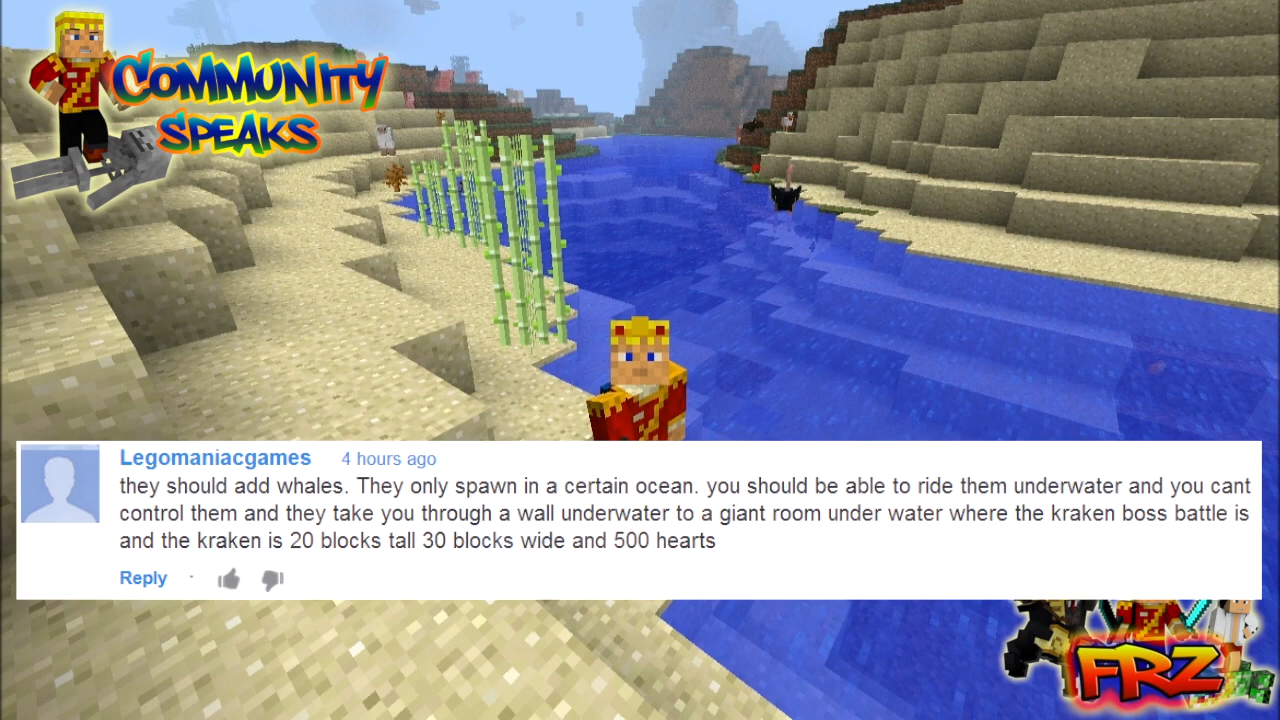 COMMUNITY
SPEAKS
Legomaniacgames 4 hours ago
they should add whales. They only spawn in a certain ocean. you should be able to ride them underwater and you cant
control them and they take you through a wall underwater to a giant room under water where the kraken boss battle is
and the kraken is 20 blocks tall 30 blocks wide and 500 hearts
Reply ·
FRZ